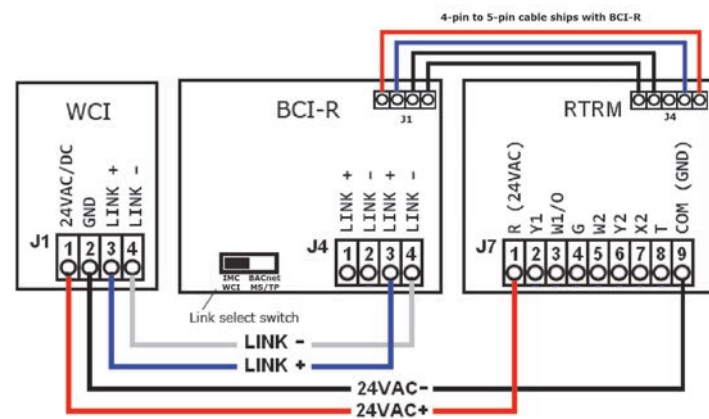 4-pin to 5-pin cable ships with BCI-R
WCI
BCI-R
RTRM
J1
J4
24VAC/DC
GND
LINK +
LINK -
LINK +
LINK -
LINK +
LINK -
R (24VAC)
Y1
W1/O
G
W2
Y2
X2
T
COM (GND)
J1
1 2 3 4
J4
1 2 3 4
J7
1 2 3 4 5 6 7 8 9
IMC BACnet
WCI MS/TP
Link select switch
LINK -
LINK +
24VAC-
24VAC+